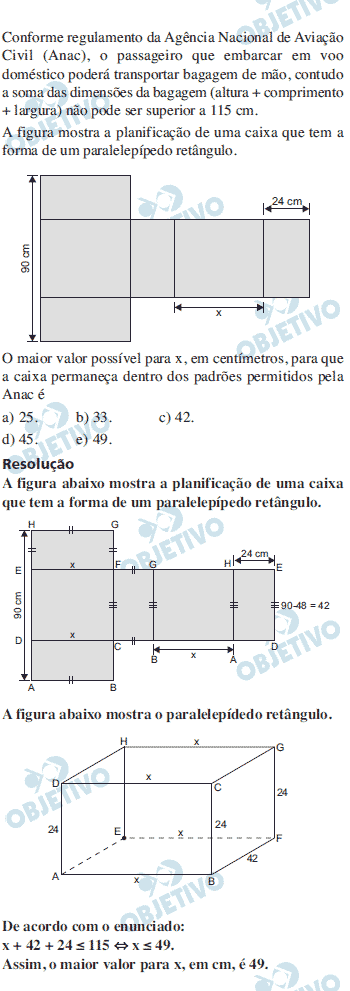 OBJETIVO
Conforme regulamento da Agência Nacional de Aviação
Civil (Anac), o passageiro que embarcar em voo
doméstico poderá transportar bagagem de mão, contudo
a soma das dimensões da bagagem (altura + comprimento
+ largura) não pode ser superior a 115 cm.
A figura mostra a planificação de uma caixa que tem a
forma de um paralelepípedo retângulo.
24 cm
90 cm
x
OBJETIVO
O maior valor possível para x, em centímetros, para que
a caixa permaneça dentro dos padrões permitidos pela
Anac é
a) 25. b) 33. c) 42.
d) 45. e) 49.
OBJETIVO
Resolução
A figura abaixo mostra a planificação de uma caixa
que tem a forma de um paralelepípedo retângulo.
H G
24 cm
E x F G H E
90 cm
90-48 = 42
D x C B x A D
A B
OBJETIVO
A figura abaixo mostra o paralelepídedo retângulo.
H x G
D x C
24 E x 24 F 24
42
A x B
OBJETIVO
De acordo com o enunciado:
x + 42 + 24 ≤ 115 ⇔ x ≤ 49.
Assim, o maior valor para x, em cm, é 49.